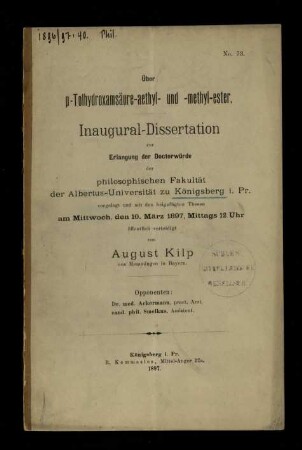 1896/97. 40. Phil.
No. 73.
Über
p-Tolhydroxamsäure-aethyl- und -methyl-ester.
Inaugural-Dissertation
zur
Erlangung der Doctorwürde
der
philosophischen Fakultät
der Albertus-Universität zu Königsberg i. Pr.
vorgelegt und mit den beigefügten Thesen
am Mittwoch, den 10. März 1897, Mittags 12 Uhr
öffentlich verteidigt
von
August Kilp
aus in Bayern.
Opponenten:
Dr. med. Ackermann, pract. Arzt.
cand. phil. Assistent.
Königsberg i. Pr.
Mitteltragheim
1897.